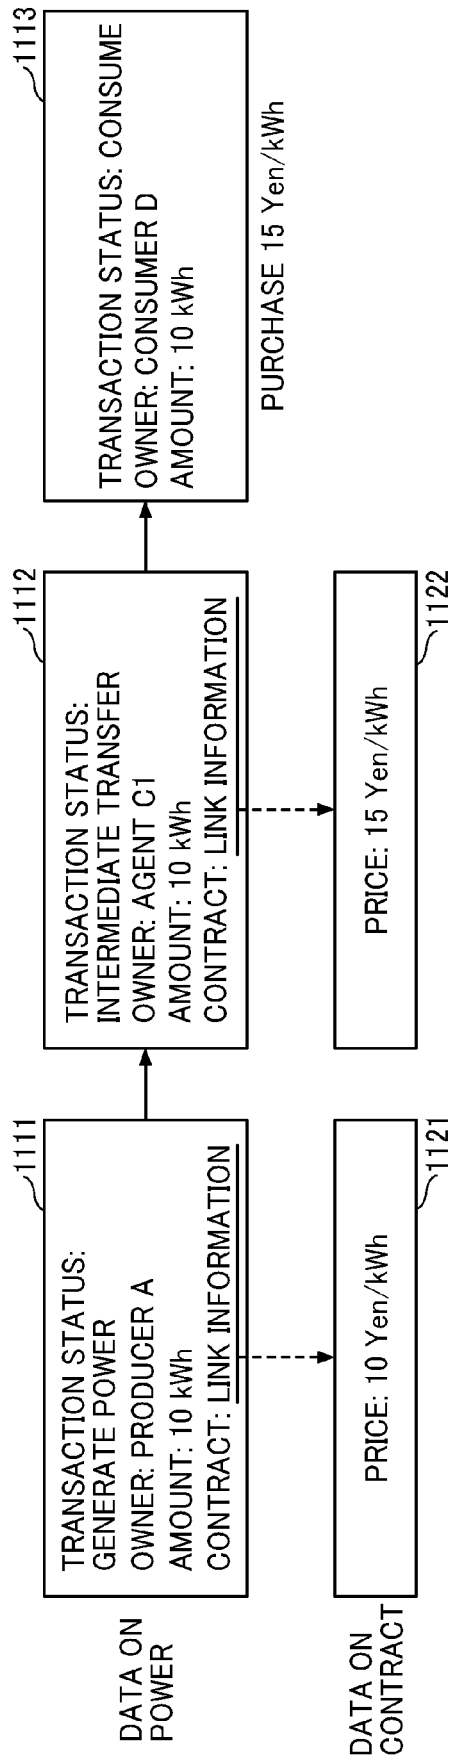 DATA ON
POWER
1111
TRANSACTION STATUS:
GENERATE POWER
OWNER: PRODUCER A
AMOUNT: 10 kWh
CONTRACT: LINK INFORMATION
1112
TRANSACTION STATUS:
INTERMEDIATE TRANSFER
OWNER: AGENT C1
AMOUNT: 10 kWh
CONTRACT: LINK INFORMATION
1113
TRANSACTION STATUS: CONSUME
OWNER: CONSUMER D
AMOUNT: 10 kWh
PURCHASE 15 Yen/kWh
DATA ON
CONTRACT
PRICE: 10 Yen/kWh
1121
PRICE: 15 Yen/kWh
1122